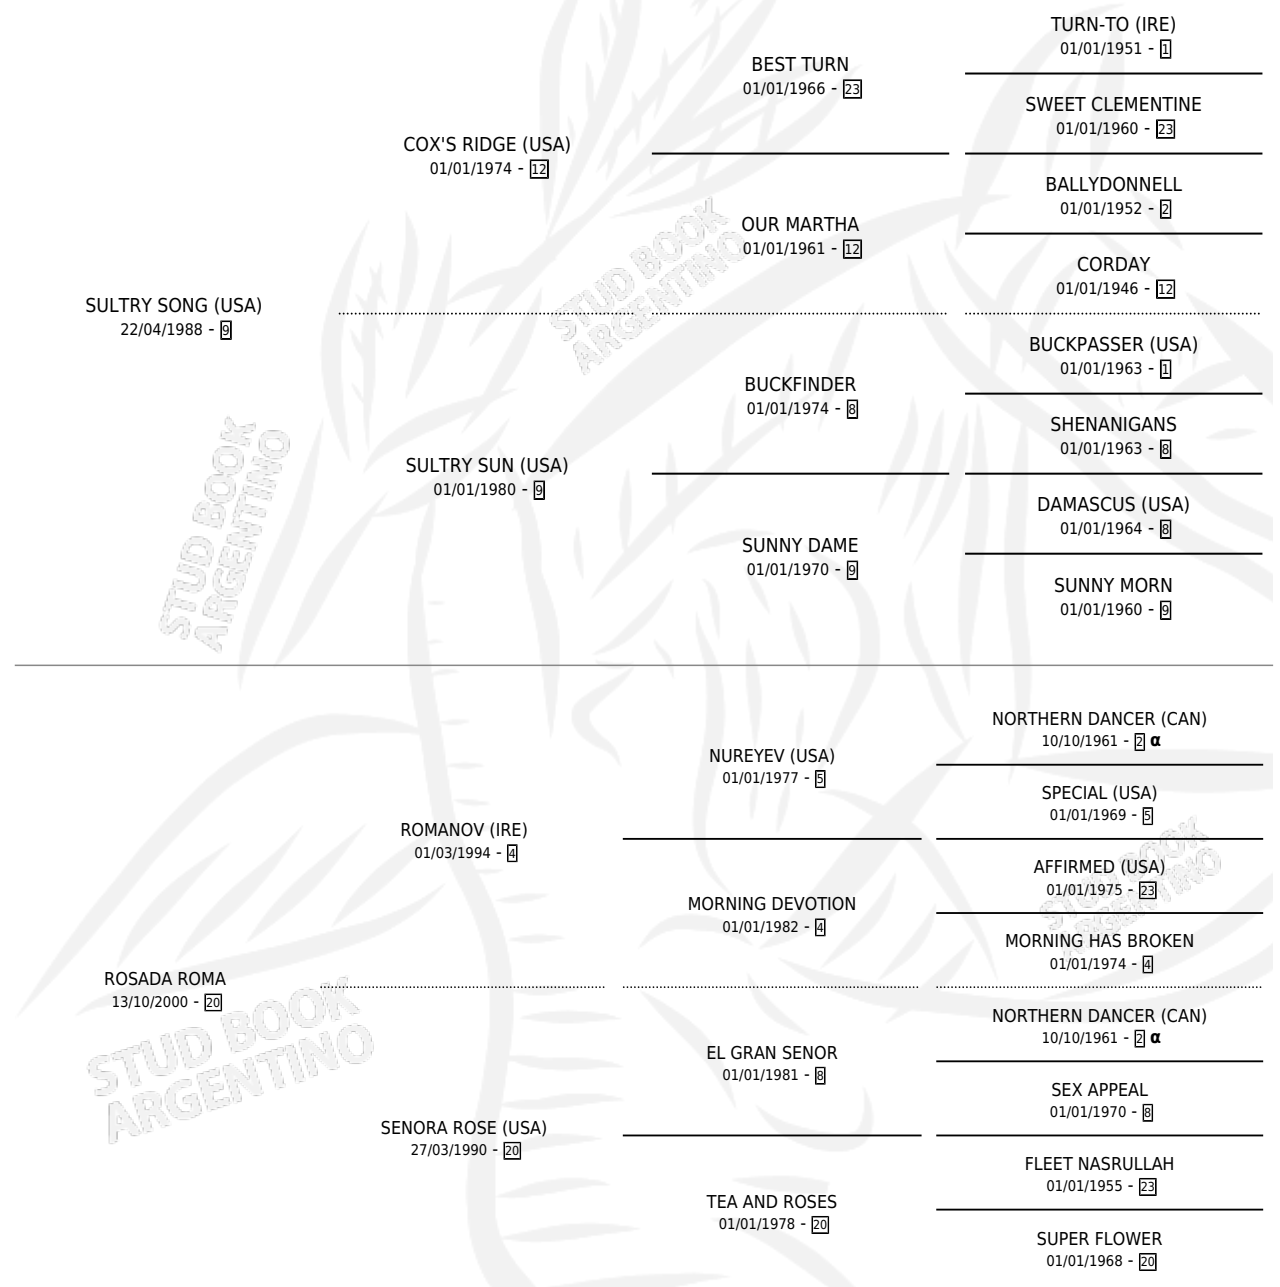 TURN-TO (IRE)
01/01/1951 - 1
BEST TURN
01/01/1966 - 23
SWEET CLEMENTINE
01/01/1960 - 23
COX'S RIDGE (USA)
01/01/1974 - 12
BALLYDONNELL
01/01/1952 - 2
OUR MARTHA
01/01/1961 - 12
CORDAY
01/01/1946 - 12
SULTRY SONG (USA)
22/04/1988 - 9
BUCKPASSER (USA)
01/01/1963 - 1
BUCKFINDER
01/01/1974 - 8
SHENANIGANS
01/01/1963 - 8
SULTRY SUN (USA)
01/01/1980 - 9
DAMASCUS (USA)
01/01/1964 - 8
SUNNY DAME
01/01/1970 - 9
SUNNY MORN
01/01/1960 - 9
NORTHERN DANCER (CAN)
10/10/1961 - 2 α
NUREYEV (USA)
01/01/1977 - 5
SPECIAL (USA)
01/01/1969 - 5
ROMANOV (IRE)
01/03/1994 - 4
AFFIRMED (USA)
01/01/1975 - 23
MORNING DEVOTION
01/01/1982 - 4
MORNING HAS BROKEN
01/01/1974 - 4
ROSADA ROMA
13/10/2000 - 20
NORTHERN DANCER (CAN)
10/10/1961 - 2 α
EL GRAN SENOR
01/01/1981 - 8
SEX APPEAL
01/01/1970 - 8
SENORA ROSE (USA)
27/03/1990 - 20
FLEET NASRULLAH
01/01/1955 - 23
TEA AND ROSES
01/01/1978 - 20
SUPER FLOWER
01/01/1968 - 20
STUD BOOK
ARGENTINO
STUD BOOK
ARGENTINO
STUD BOOK
ARGENTINO
STUD BOOK
ARGENTINO